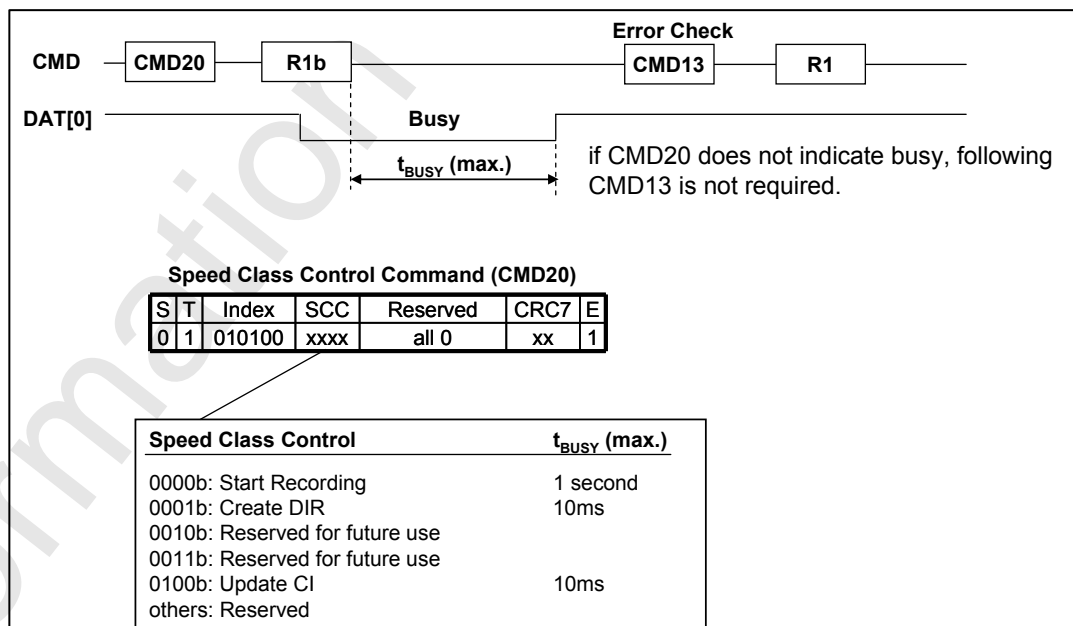 Error Check
CMD CMD20 R1b CMD13 R1
DAT[0] Busy
t_BUSY (max.)
if CMD20 does not indicate busy, following
CMD13 is not required.
Speed Class Control Command (CMD20)
S T Index SCC Reserved CRC7 E
0 1 010100 xxxx all 0 xx 1
Speed Class Control t_BUSY (max.)
0000b: Start Recording 1 second
0001b: Create DIR 10ms
0010b: Reserved for future use
0011b: Reserved for future use
0100b: Update CI 10ms
others: Reserved
ormation